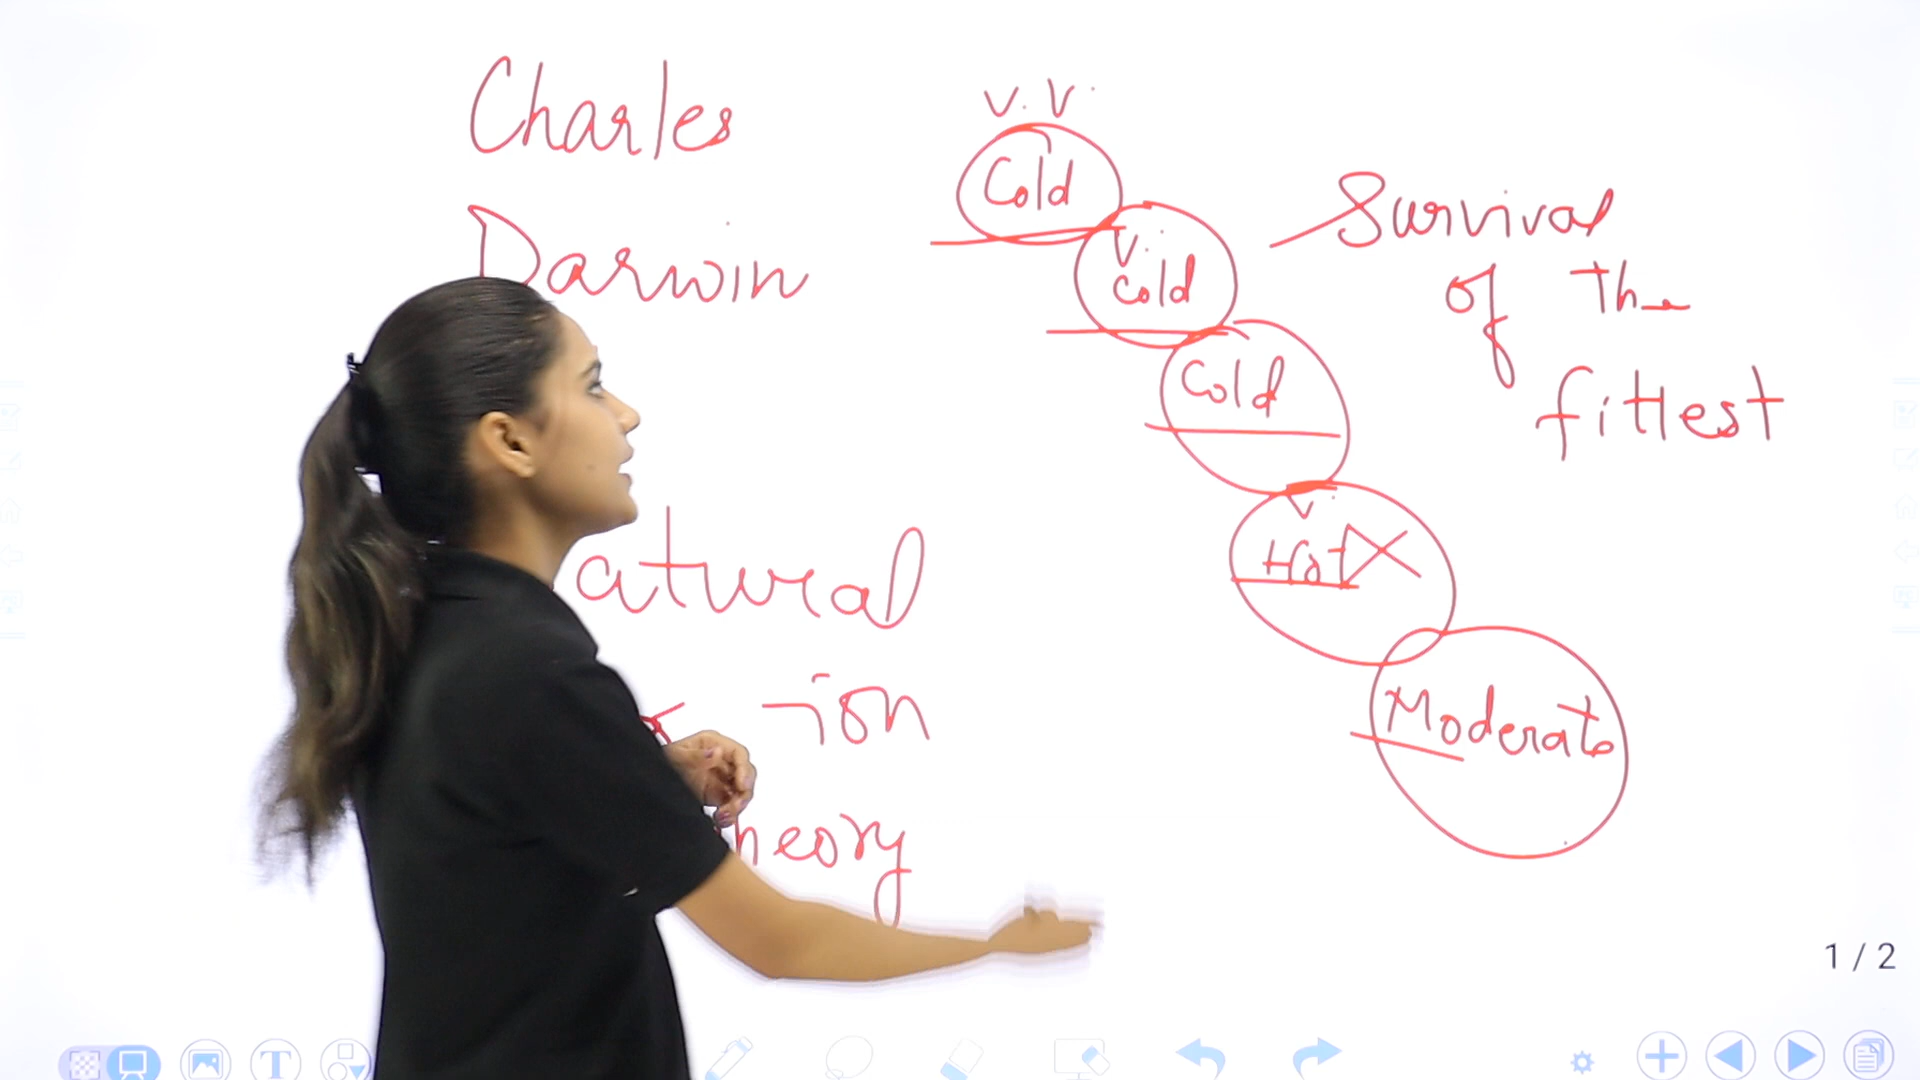 Charles
Darwin
atural
ion
heory
V. V.
Cold
V.
Cold
Cold
V.
Hot
Moderate
Survival
of The
fittest
1 / 2
T